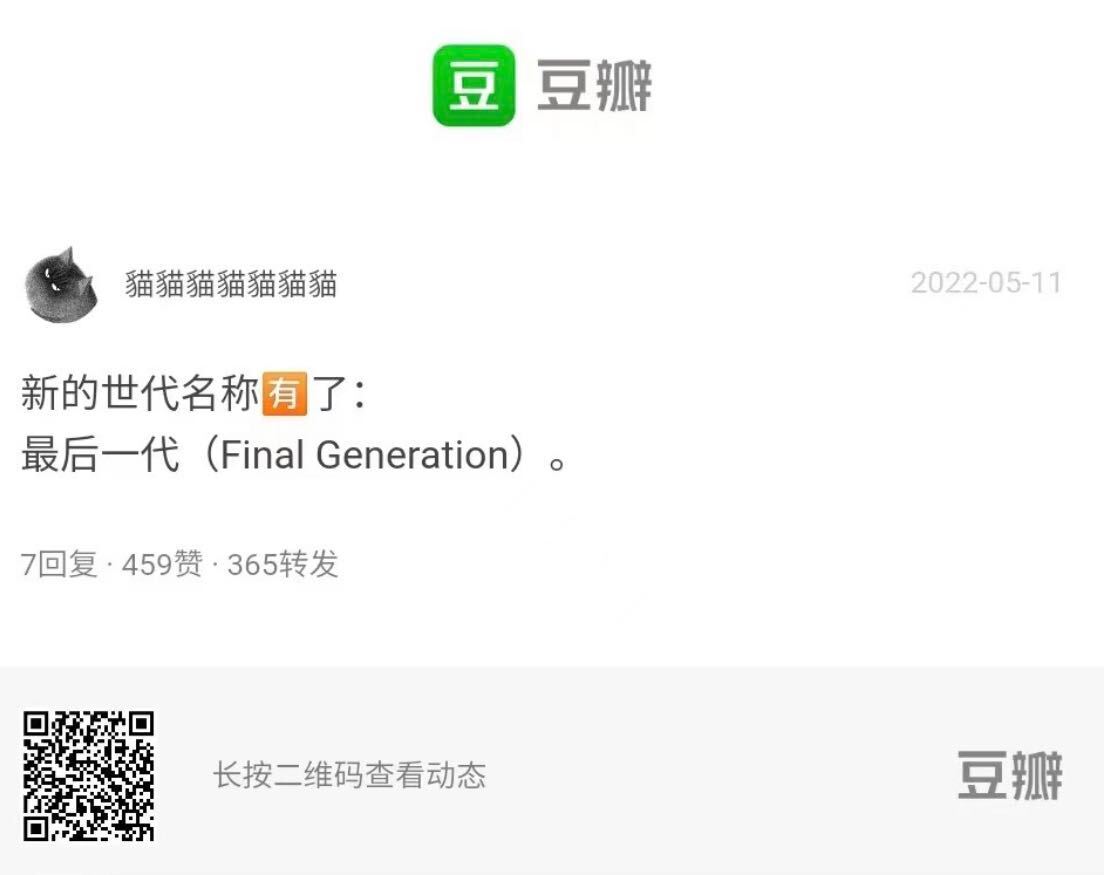 豆 豆瓣
貓貓貓貓貓貓貓 2022-05-11
新的世代名称🈶了：
最后一代（Final Generation）。
7回复 · 459赞 · 365转发
长按二维码查看动态 豆瓣